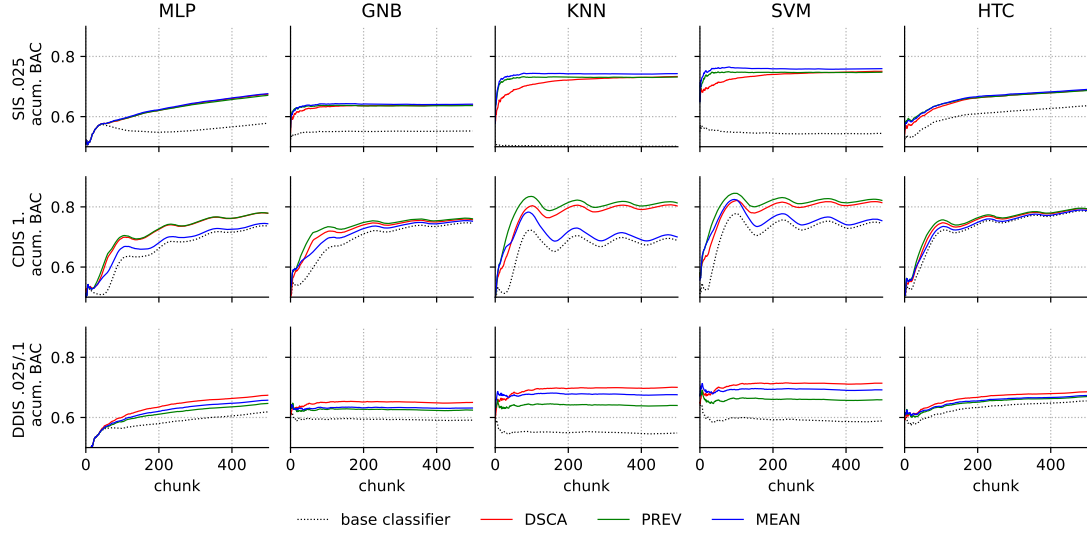 MLP GNB KNN SVM HTC
SIS .025
acum. BAC
0.8
0.6
CDIS 1.
acum. BAC
0.8
0.6
DDIS .025/.1
acum. BAC
0.8
0.6
0 200 400 0 200 400 0 200 400 0 200 400 0 200 400
chunk chunk chunk chunk chunk
base classifier DSCA PREV MEAN